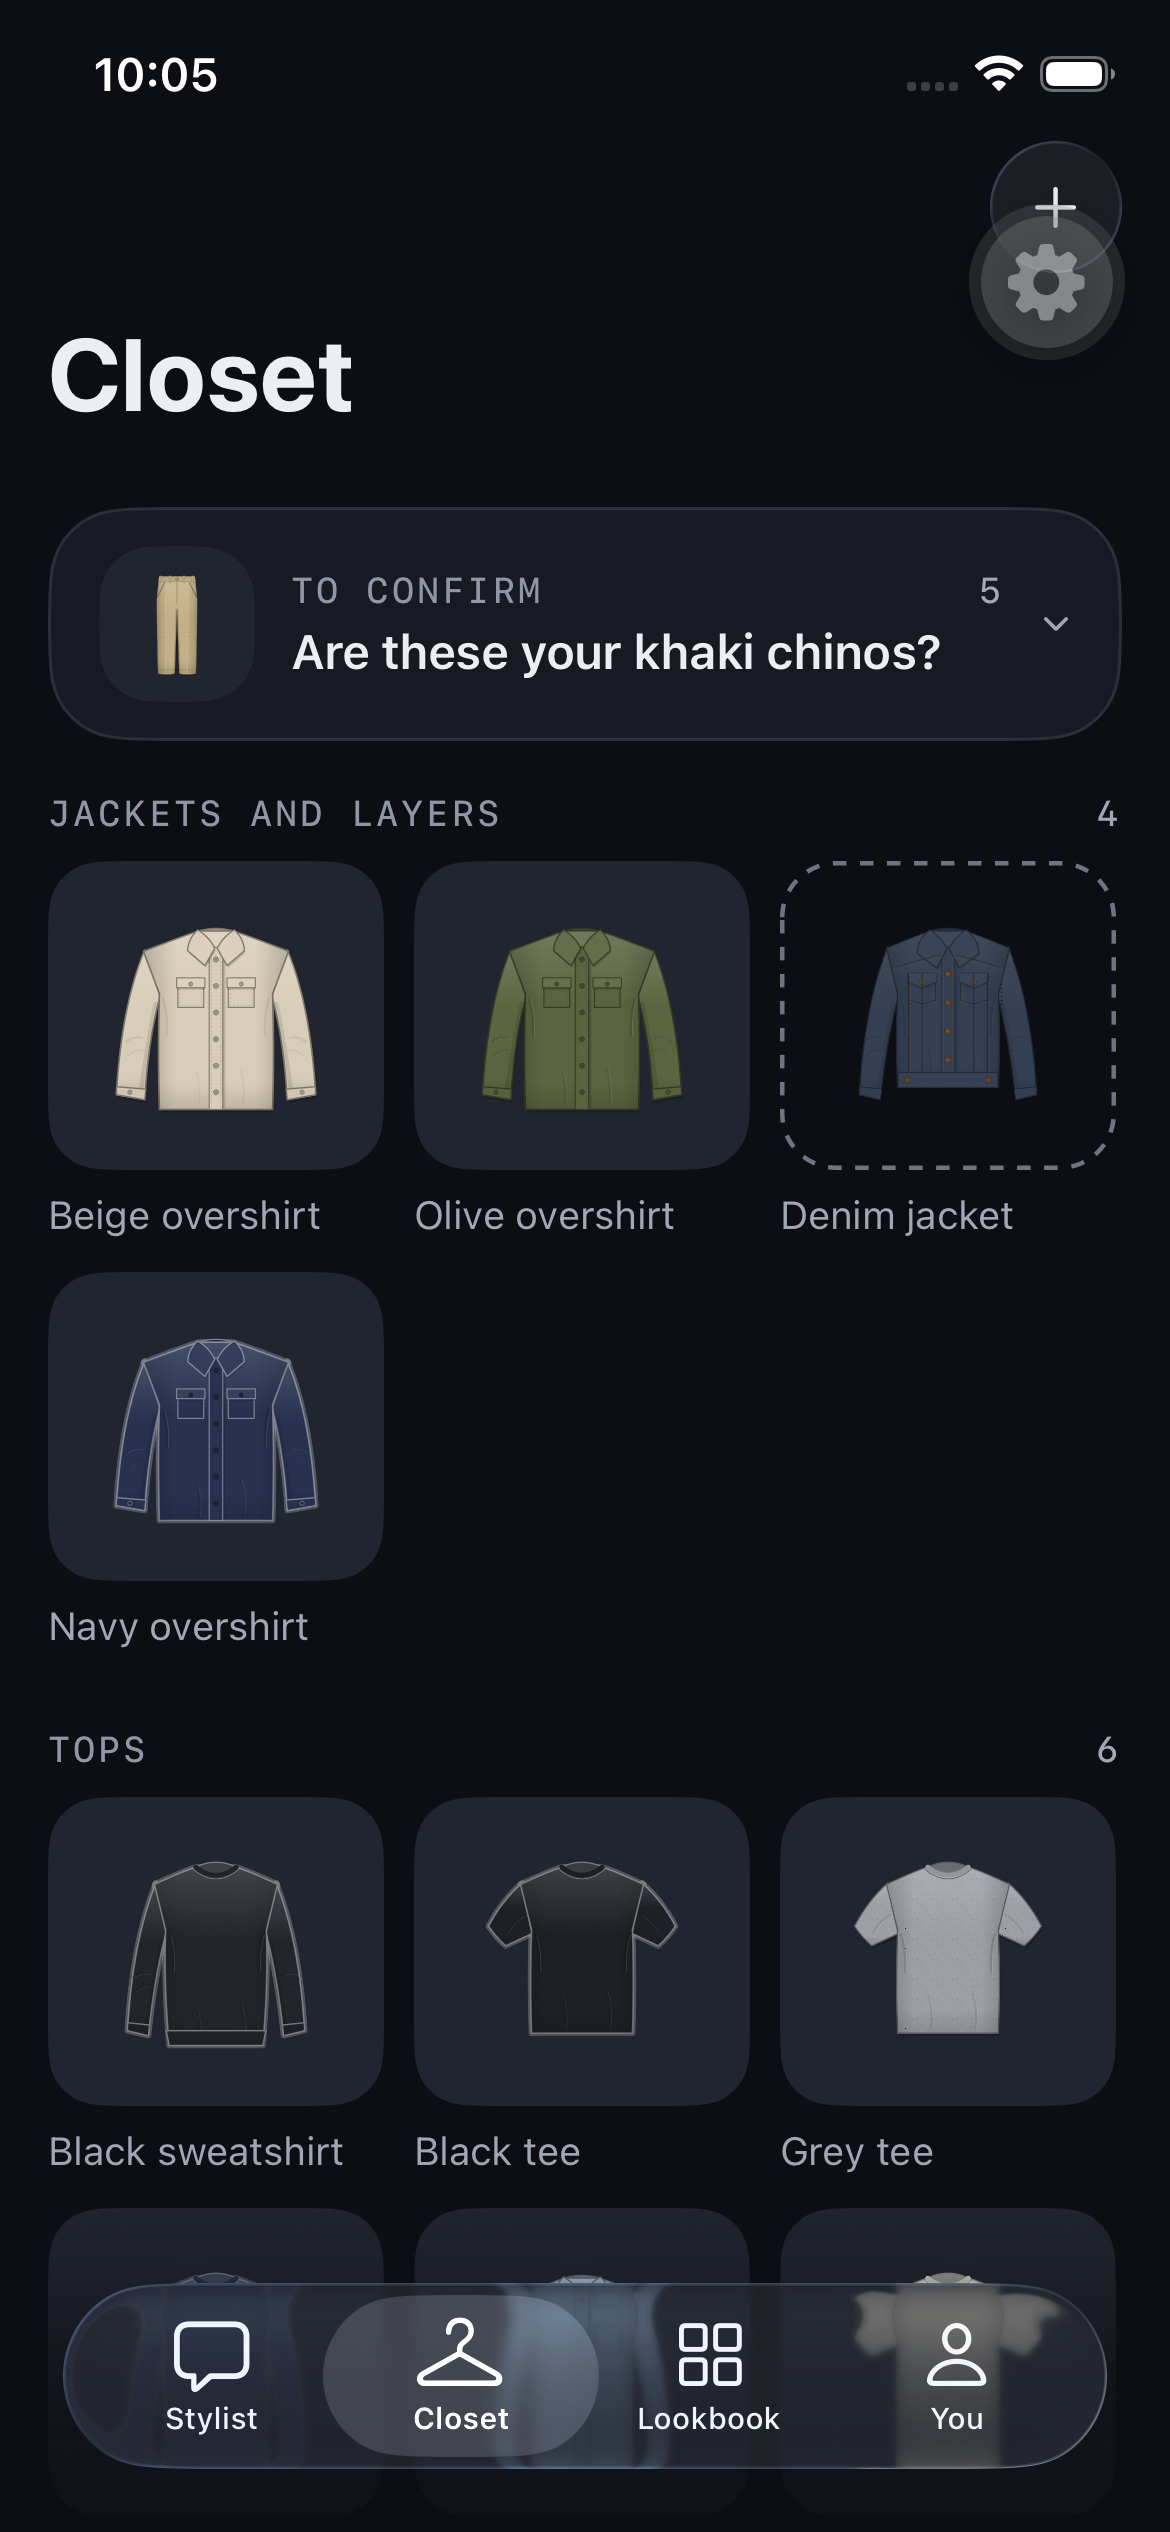 10:05
Closet
TO CONFIRM 5
Are these your khaki chinos?
JACKETS AND LAYERS 4
Beige overshirt Olive overshirt Denim jacket
Navy overshirt
TOPS 6
Black sweatshirt Black tee Grey tee
Stylist Closet Lookbook You